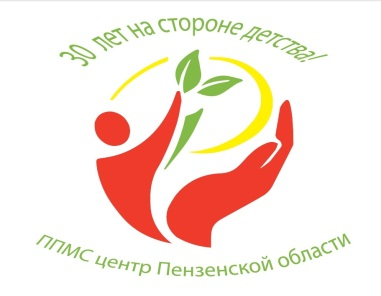 30 лет на стороне детства!
ППМС центр Пензенской области